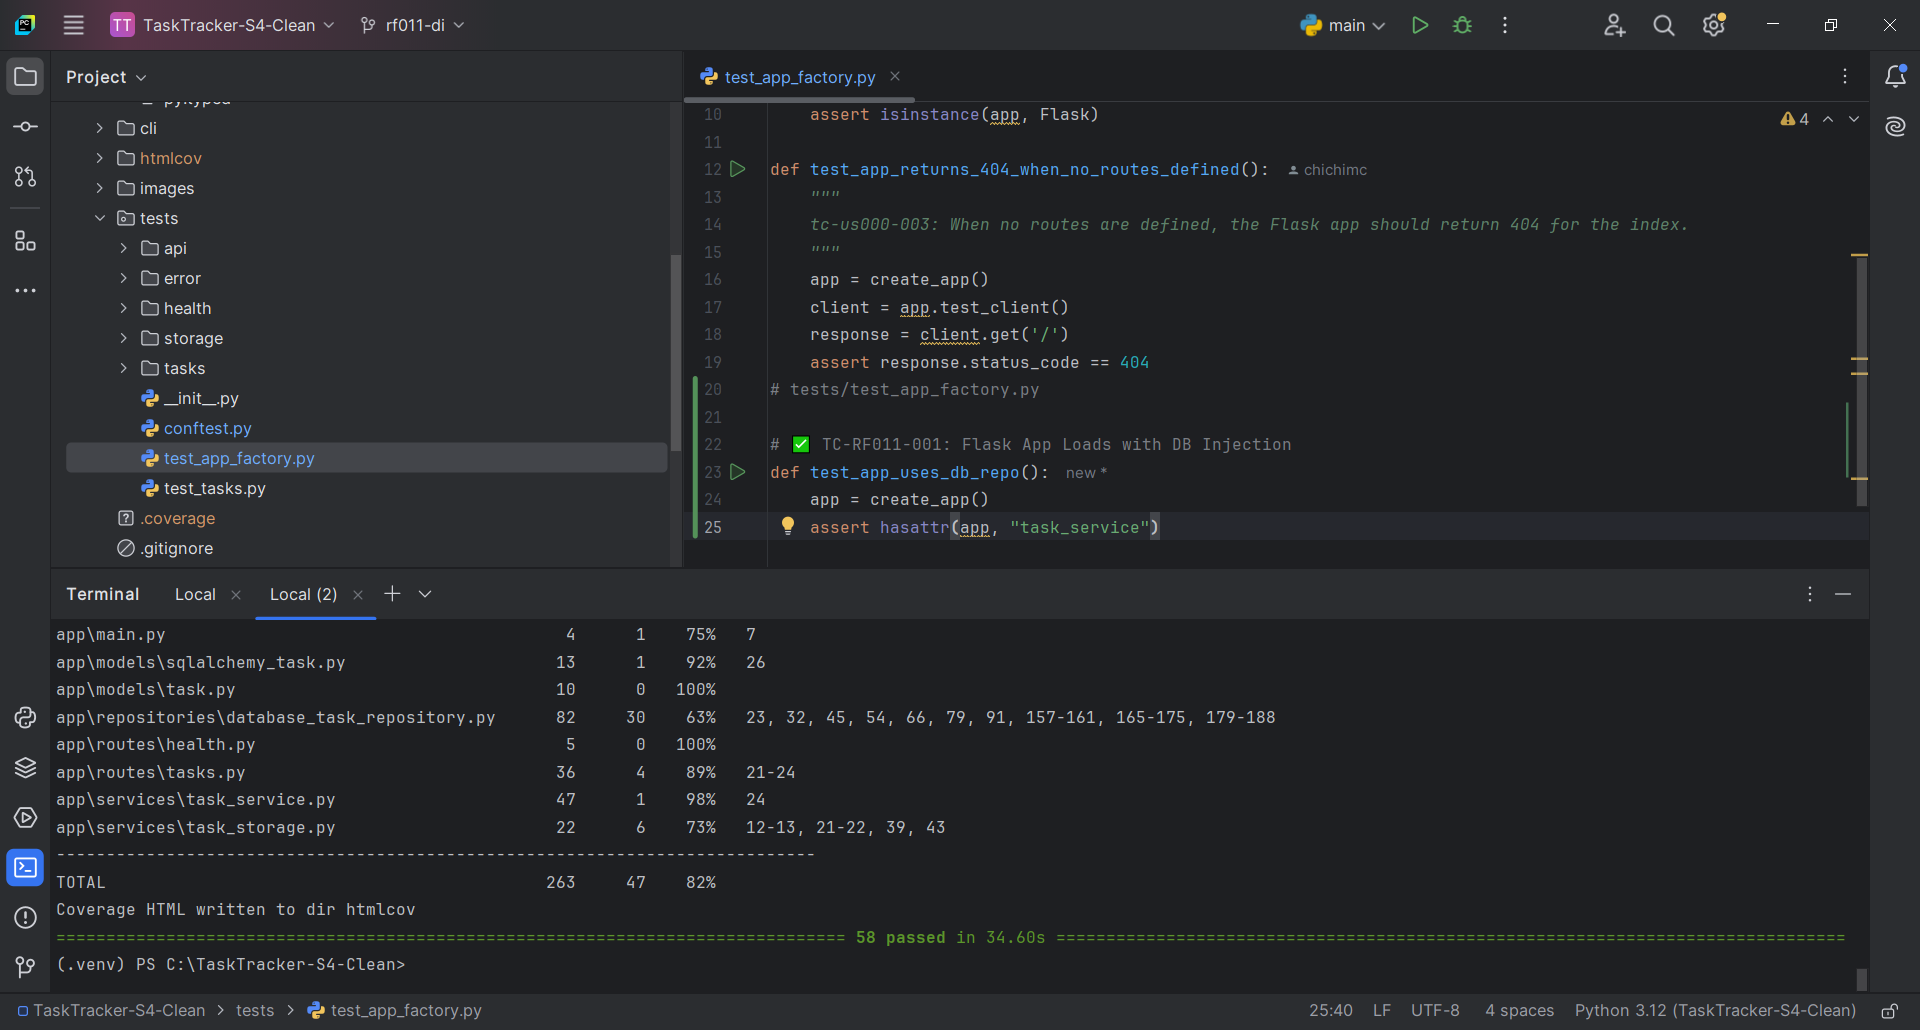 TT TaskTracker-S4-Clean rf011-di main
Project
cli
htmlcov
images
tests
api
error
health
storage
tasks
__init__.py
conftest.py
test_app_factory.py
test_tasks.py
.coverage
.gitignore
test_app_factory.py
4
10 assert isinstance(app, Flask)
11
12 def test_app_returns_404_when_no_routes_defined(): chichimc
13 """
14 tc-us000-003: When no routes are defined, the Flask app should return 404 for the index.
15 """
16 app = create_app()
17 client = app.test_client()
18 response = client.get('/')
19 assert response.status_code == 404
20 # tests/test_app_factory.py
21
22 # ✅ TC-RF011-001: Flask App Loads with DB Injection
23 def test_app_uses_db_repo(): new *
24 app = create_app()
25 assert hasattr(app, "task_service")
Terminal Local Local (2)
app\main.py 4 1 75% 7
app\models\sqlalchemy_task.py 13 1 92% 26
app\models\task.py 10 0 100%
app\repositories\database_task_repository.py 82 30 63% 23, 32, 45, 54, 66, 79, 91, 157-161, 165-175, 179-188
app\routes\health.py 5 0 100%
app\routes\tasks.py 36 4 89% 21-24
app\services\task_service.py 47 1 98% 24
app\services\task_storage.py 22 6 73% 12-13, 21-22, 39, 43
----------------------------------------------------------------------------
TOTAL 263 47 82%
Coverage HTML written to dir htmlcov
=============================================================================== 58 passed in 34.60s ===============================================================================
(.venv) PS C:\TaskTracker-S4-Clean>
TaskTracker-S4-Clean > tests > test_app_factory.py 25:40 LF UTF-8 4 spaces Python 3.12 (TaskTracker-S4-Clean)